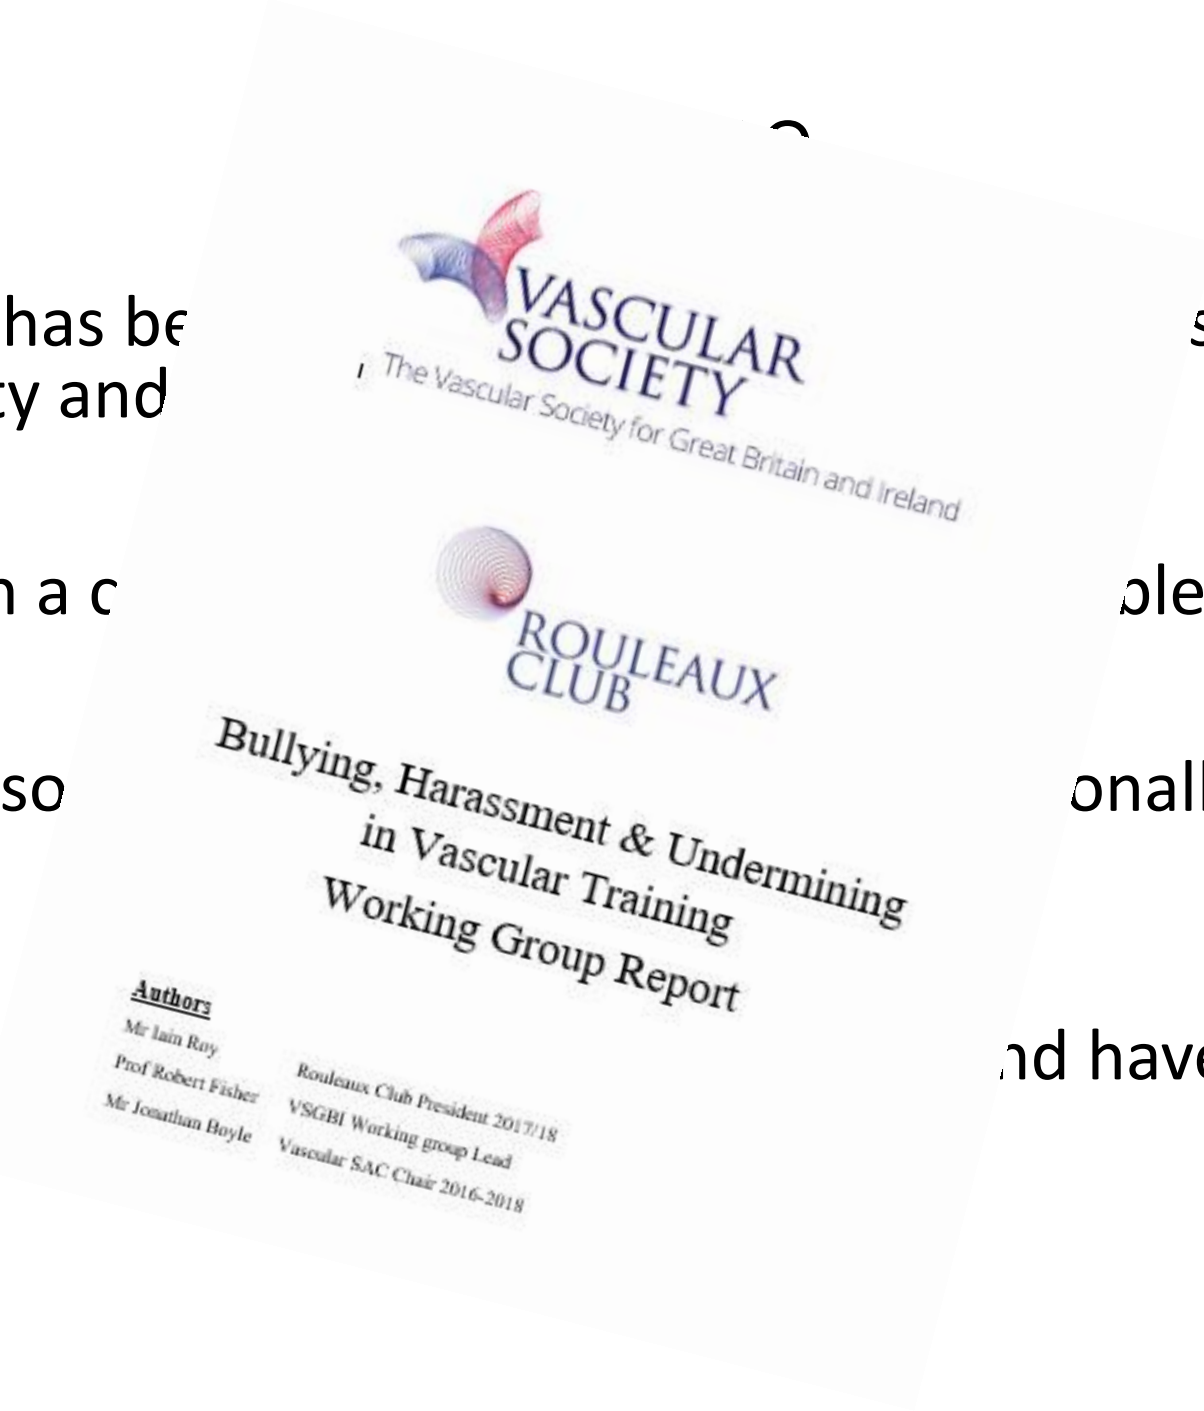 has be
ty and
n a c
so
ple
onall
nd have
VASCULAR
SOCIETY
The Vascular Society for Great Britain and Ireland
ROULEAUX
CLUB
Bullying, Harassment & Undermining
in Vascular Training
Working Group Report
Authors
Mr Iain Roy Rouleaux Club President 2017/18
Prof Robert Fisher VSGBI Working group Lead
Mr Jonathan Boyle Vascular SAC Chair 2016-2018